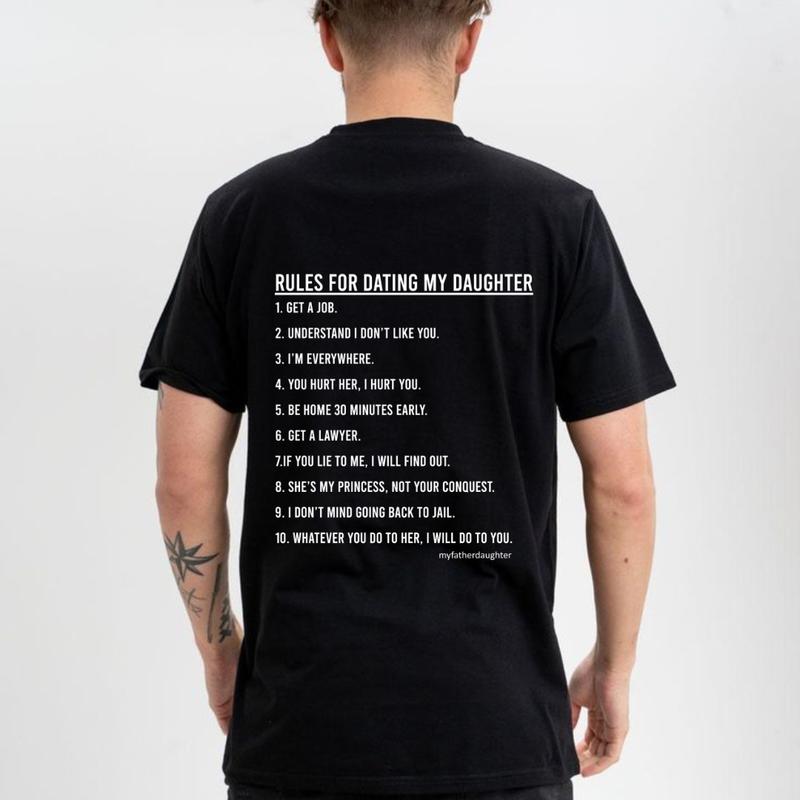 RULES FOR DATING MY DAUGHTER
1. GET A JOB.
2. UNDERSTAND I DON'T LIKE YOU.
3. I'M EVERYWHERE.
4. YOU HURT HER, I HURT YOU.
5. BE HOME 30 MINUTES EARLY.
6. GET A LAWYER.
7.IF YOU LIE TO ME, I WILL FIND OUT.
8. SHE'S MY PRINCESS, NOT YOUR CONQUEST.
9. I DON'T MIND GOING BACK TO JAIL.
10. WHATEVER YOU DO TO HER, I WILL DO TO YOU.
myfatherdaughter